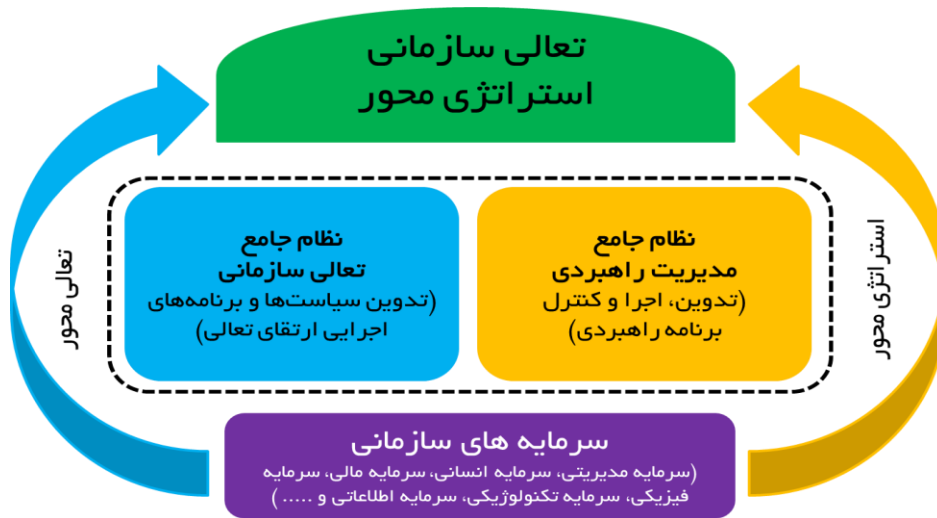 تعالی سازمانی
استراتژی محور
نظام جامع
مدیریت راهبردی
(تدوین، اجرا و کنترل
برنامه راهبردی)
نظام جامع
تعالی سازمانی
(تدوین سیاست‌ها و برنامه‌های
اجرایی ارتقای تعالی)
استراتژی محور
تعالی محور
سرمایه های سازمانی
(سرمایه مدیریتی، سرمایه انسانی، سرمایه مالی، سرمایه
فیزیکی، سرمایه تکنولوژیکی، سرمایه اطلاعاتی و ..... )